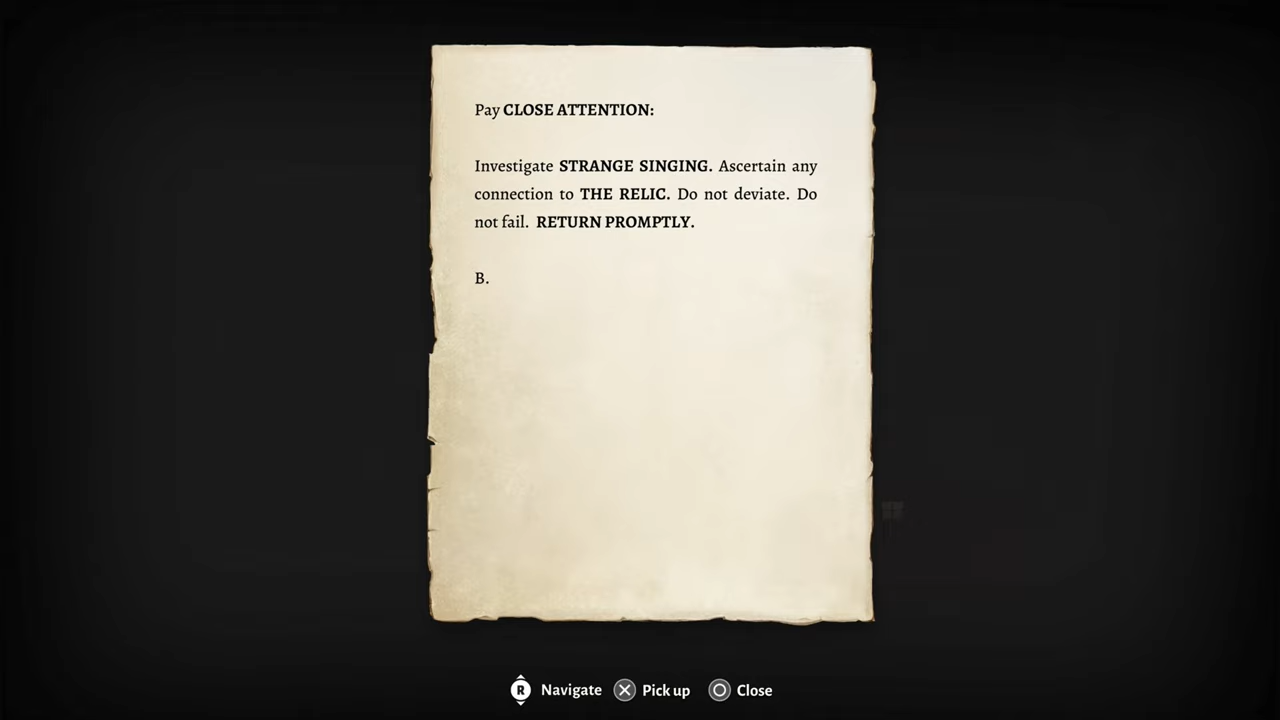 Pay CLOSE ATTENTION:
Investigate STRANGE SINGING. Ascertain any
connection to THE RELIC. Do not deviate. Do
not fail. RETURN PROMPTLY.
B.
R Navigate Pick up Close